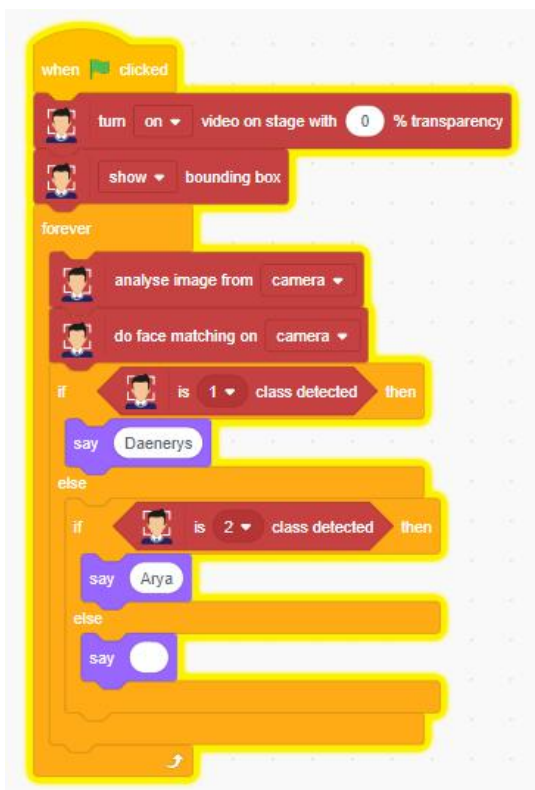 when clicked
turn on video on stage with 0 % transparency
show bounding box
forever
analyse image from camera
do face matching on camera
if is 1 class detected then
say Daenerys
else
if is 2 class detected then
say Arya
else
say